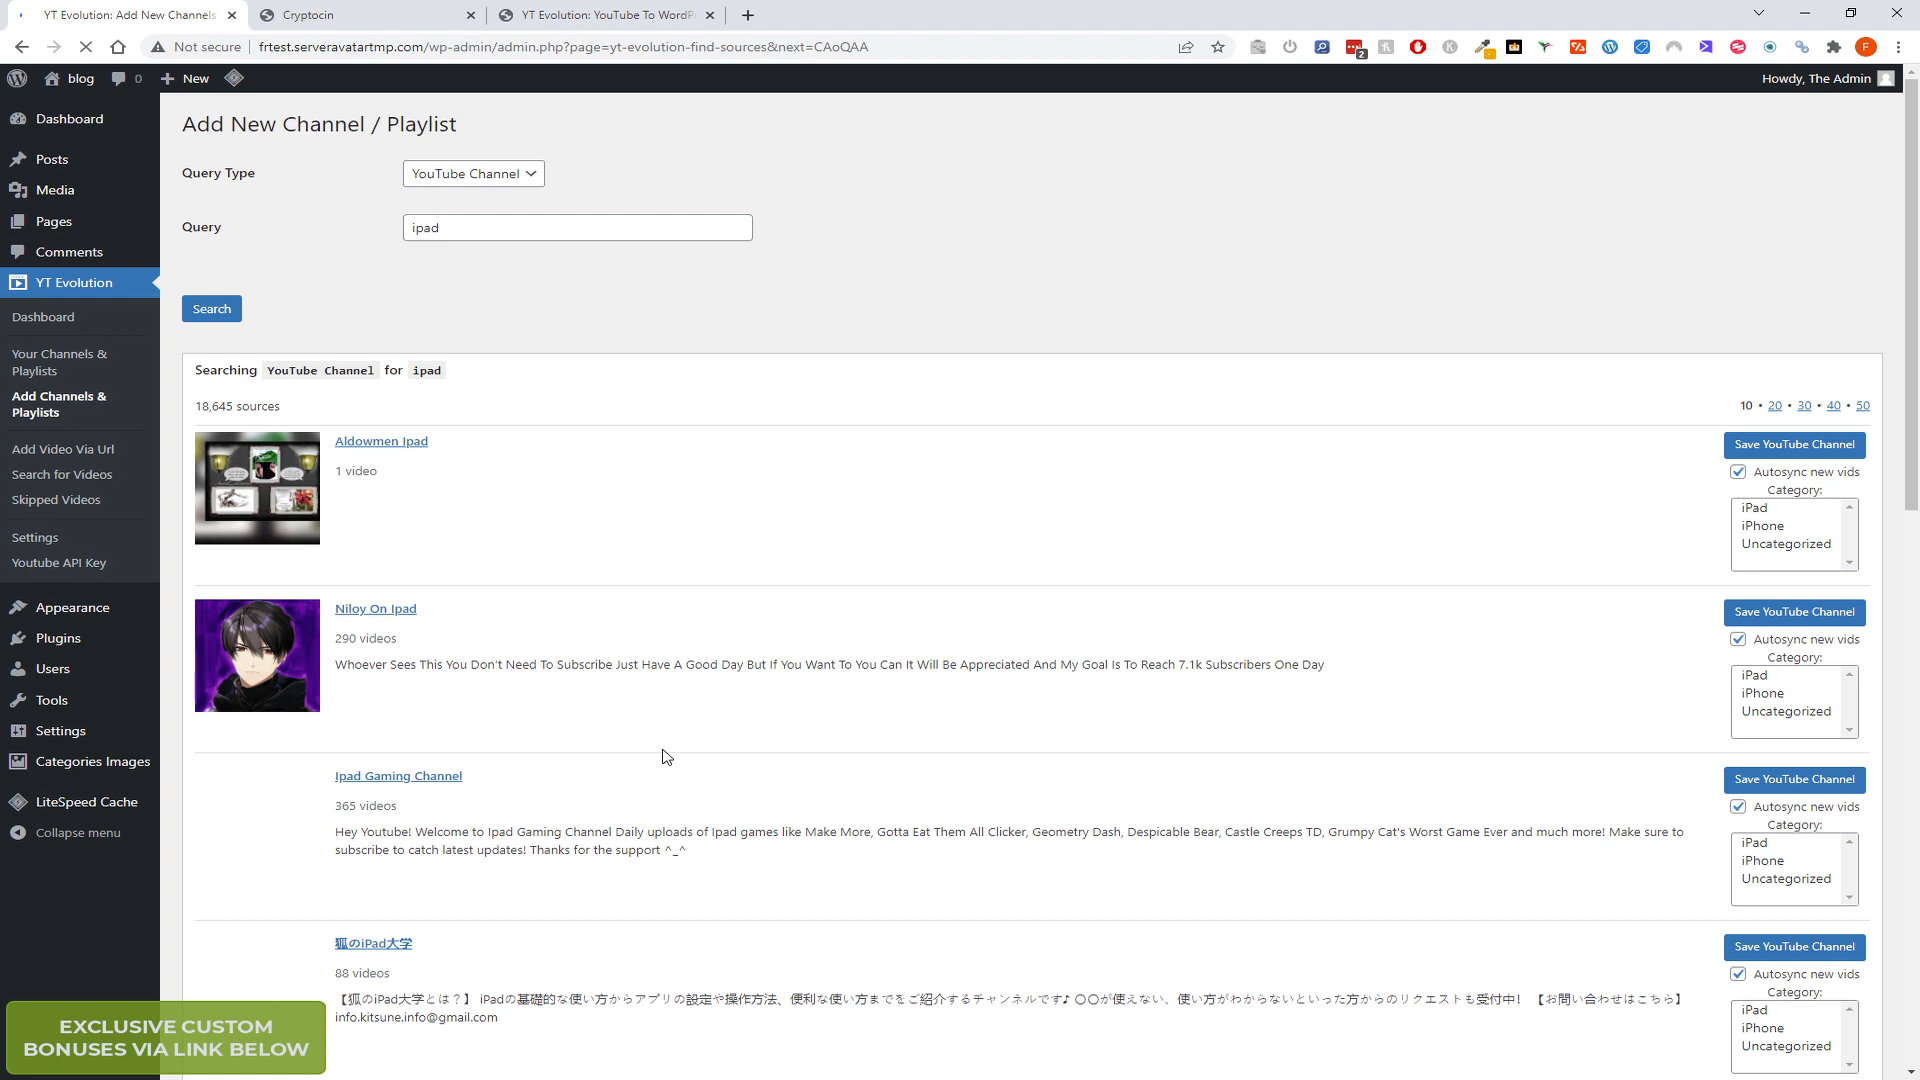 YT Evolution: Add New Channels
Cryptocin
YT Evolution: YouTube To WordP
Not secure
frtest.serveravatartmp.com/wp-admin/admin.php?page=yt-evolution-find-sources&next=CAoQAA
2
K
F
blog
0
New
Howdy, The Admin
Dashboard
Posts
Media
Pages
Comments
YT Evolution
Dashboard
Your Channels &
Playlists
Add Channels &
Playlists
Add Video Via Url
Search for Videos
Skipped Videos
Settings
Youtube API Key
Appearance
Plugins
Users
Tools
Settings
Categories Images
LiteSpeed Cache
Collapse menu
Add New Channel / Playlist
Query Type
YouTube Channel
Query
ipad
Search
Searching YouTube Channel for ipad
18,645 sources
10 • 20 • 30 • 40 • 50
Aldowmen Ipad
1 video
Save YouTube Channel
Autosync new vids
Category:
iPad
iPhone
Uncategorized
Niloy On Ipad
290 videos
Whoever Sees This You Don't Need To Subscribe Just Have A Good Day But If You Want To You Can It Will Be Appreciated And My Goal Is To Reach 7.1k Subscribers One Day
Save YouTube Channel
Autosync new vids
Category:
iPad
iPhone
Uncategorized
Ipad Gaming Channel
365 videos
Hey Youtube! Welcome to Ipad Gaming Channel Daily uploads of Ipad games like Make More, Gotta Eat Them All Clicker, Geometry Dash, Despicable Bear, Castle Creeps TD, Grumpy Cat's Worst Game Ever and much more! Make sure to
subscribe to catch latest updates! Thanks for the support ^_^
Save YouTube Channel
Autosync new vids
Category:
iPad
iPhone
Uncategorized
狐のiPad大学
88 videos
【狐のiPad大学とは？】 iPadの基礎的な使い方からアプリの設定や操作方法、便利な使い方までをご紹介するチャンネルです♪ 〇〇が使えない、使い方がわからないといった方からのリクエストも受付中！ 【お問い合わせはこちら】
info.kitsune.info@gmail.com
Save YouTube Channel
Autosync new vids
Category:
iPad
iPhone
Uncategorized
EXCLUSIVE CUSTOM
BONUSES VIA LINK BELOW